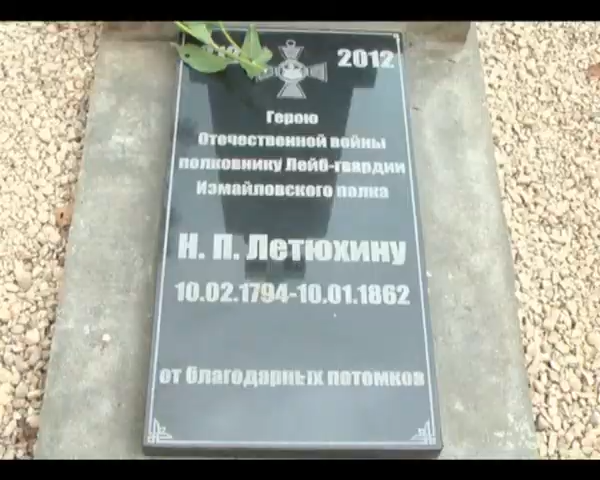 2012
Герою
Отечественной войны
полковнику Лейб-гвардии
Измайловского полка
Н. П. Летюхину
10.02.1794-10.01.1862
от благодарных потомков